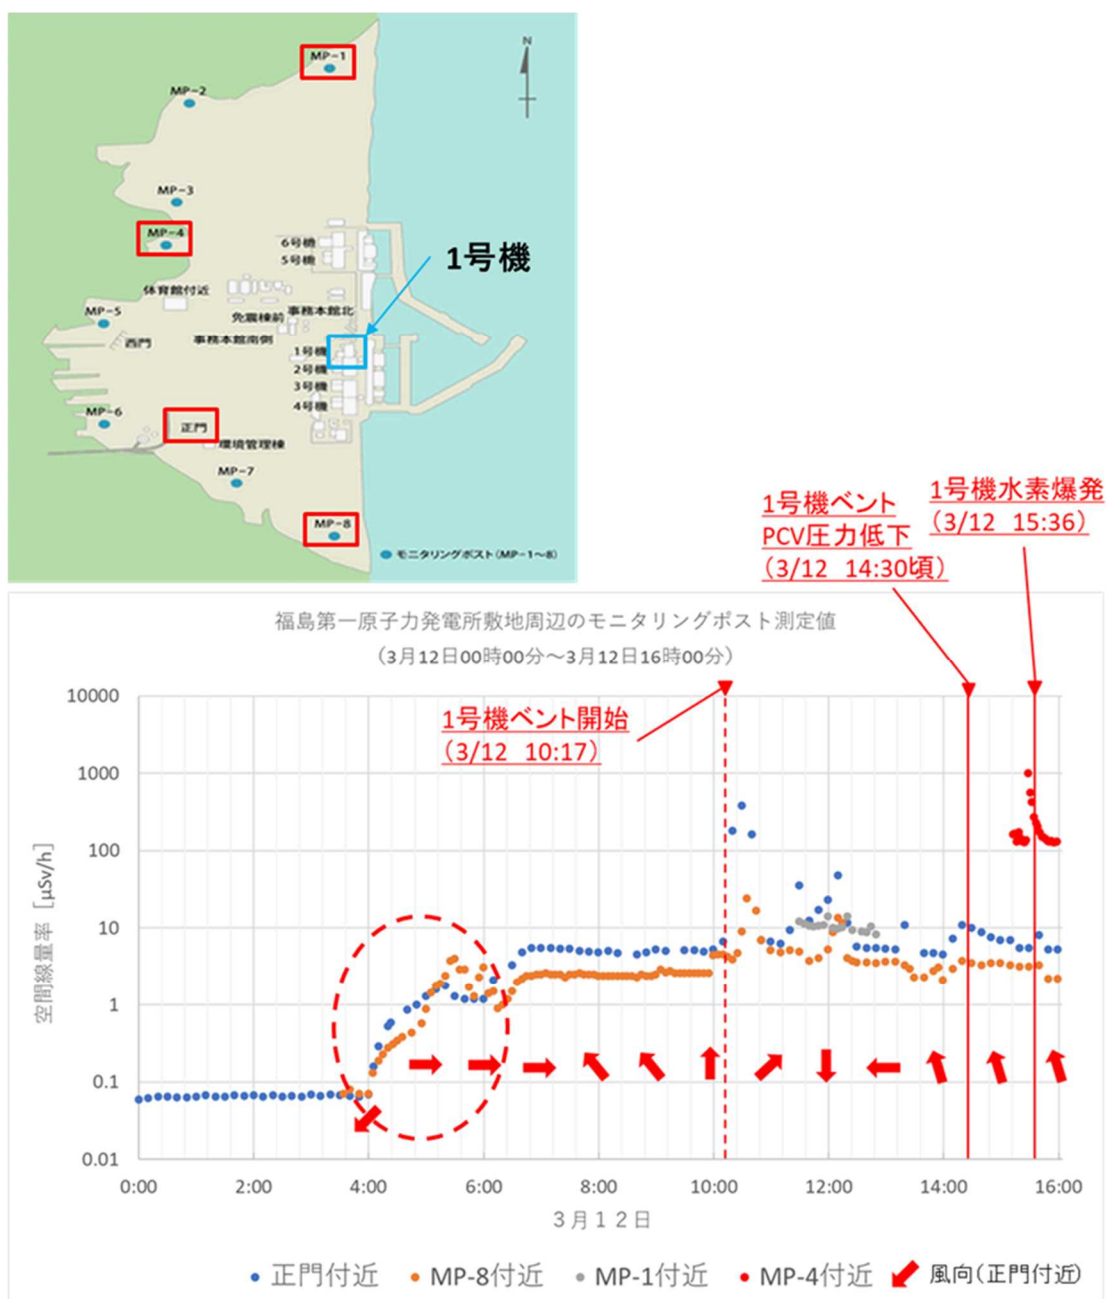 N
MP-1
MP-2
MP-3
MP-4
6号機
5号機
1号機
体育館付近
MP-5
免震棟前
事務本館北
西門
事務本館南側
1号機
2号機
3号機
4号機
MP-6
正門
環境管理棟
MP-7
MP-8
モニタリングポスト(MP-1～8)
1号機ベント
PCV圧力低下
(3/12 14:30頃)
1号機水素爆発
(3/12 15:36)
福島第一原子力発電所敷地周辺のモニタリングポスト測定値
(3月12日00時00分～3月12日16時00分)
1号機ベント開始
(3/12 10:17)
空間線量率 [μSv/h]
10000
1000
100
10
1
0.1
0.01
0:00 2:00 4:00 6:00 8:00 10:00 12:00 14:00 16:00
3月12日
正門付近 MP-8付近 MP-1付近 MP-4付近 風向(正門付近)